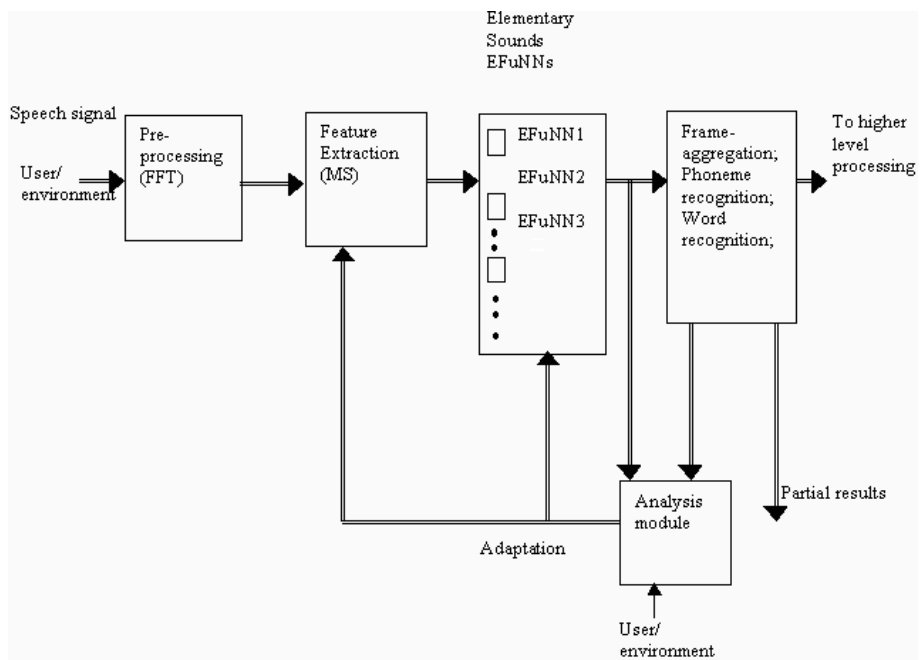 Elementary
Sounds
EFuNNs
Speech signal
User/
environment
Pre-
processing
(FFT)
Feature
Extraction
(MS)
EFuNN1
EFuNN2
EFuNN3
Frame-
aggregation;
Phoneme
recognition;
Word
recognition;
To higher
level
processing
Partial results
Analysis
module
Adaptation
User/
environment